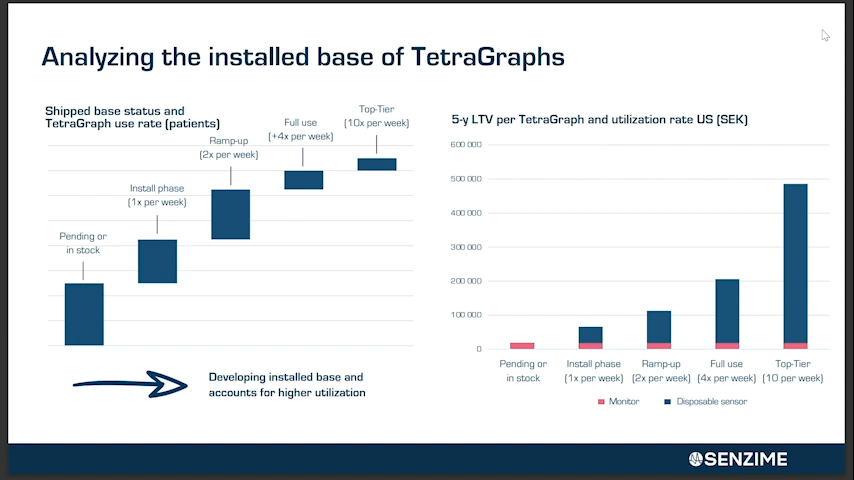 Analyzing the installed base of TetraGraphs
Shipped base status and
TetraGraph use rate (patients)
Pending or
in stock
Install phase
(1x per week)
Ramp-up
(2x per week)
Full use
(+4x per week)
Top-Tier
(10x per week)
Developing installed base and
accounts for higher utilization
5-y LTV per TetraGraph and utilization rate US (SEK)
600 000
500 000
400 000
300 000
200 000
100 000
0
Pending or
in stock
Install phase
(1x per week)
Ramp-up
(2x per week)
Full use
(4x per week)
Top-Tier
(10 per week)
Monitor
Disposable sensor
SENZIME